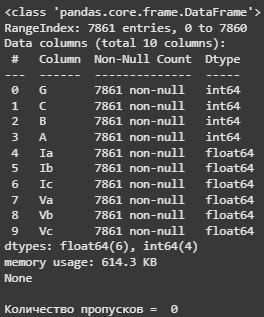 <class 'pandas.core.frame.DataFrame'>
RangeIndex: 7861 entries, 0 to 7860
Data columns (total 10 columns):
 #   Column  Non-Null Count  Dtype
---  ------  --------------  -----
 0   G       7861 non-null   int64
 1   C       7861 non-null   int64
 2   B       7861 non-null   int64
 3   A       7861 non-null   int64
 4   Ia      7861 non-null   float64
 5   Ib      7861 non-null   float64
 6   Ic      7861 non-null   float64
 7   Va      7861 non-null   float64
 8   Vb      7861 non-null   float64
 9   Vc      7861 non-null   float64
dtypes: float64(6), int64(4)
memory usage: 614.3 KB
None

Количество пропусков =  0